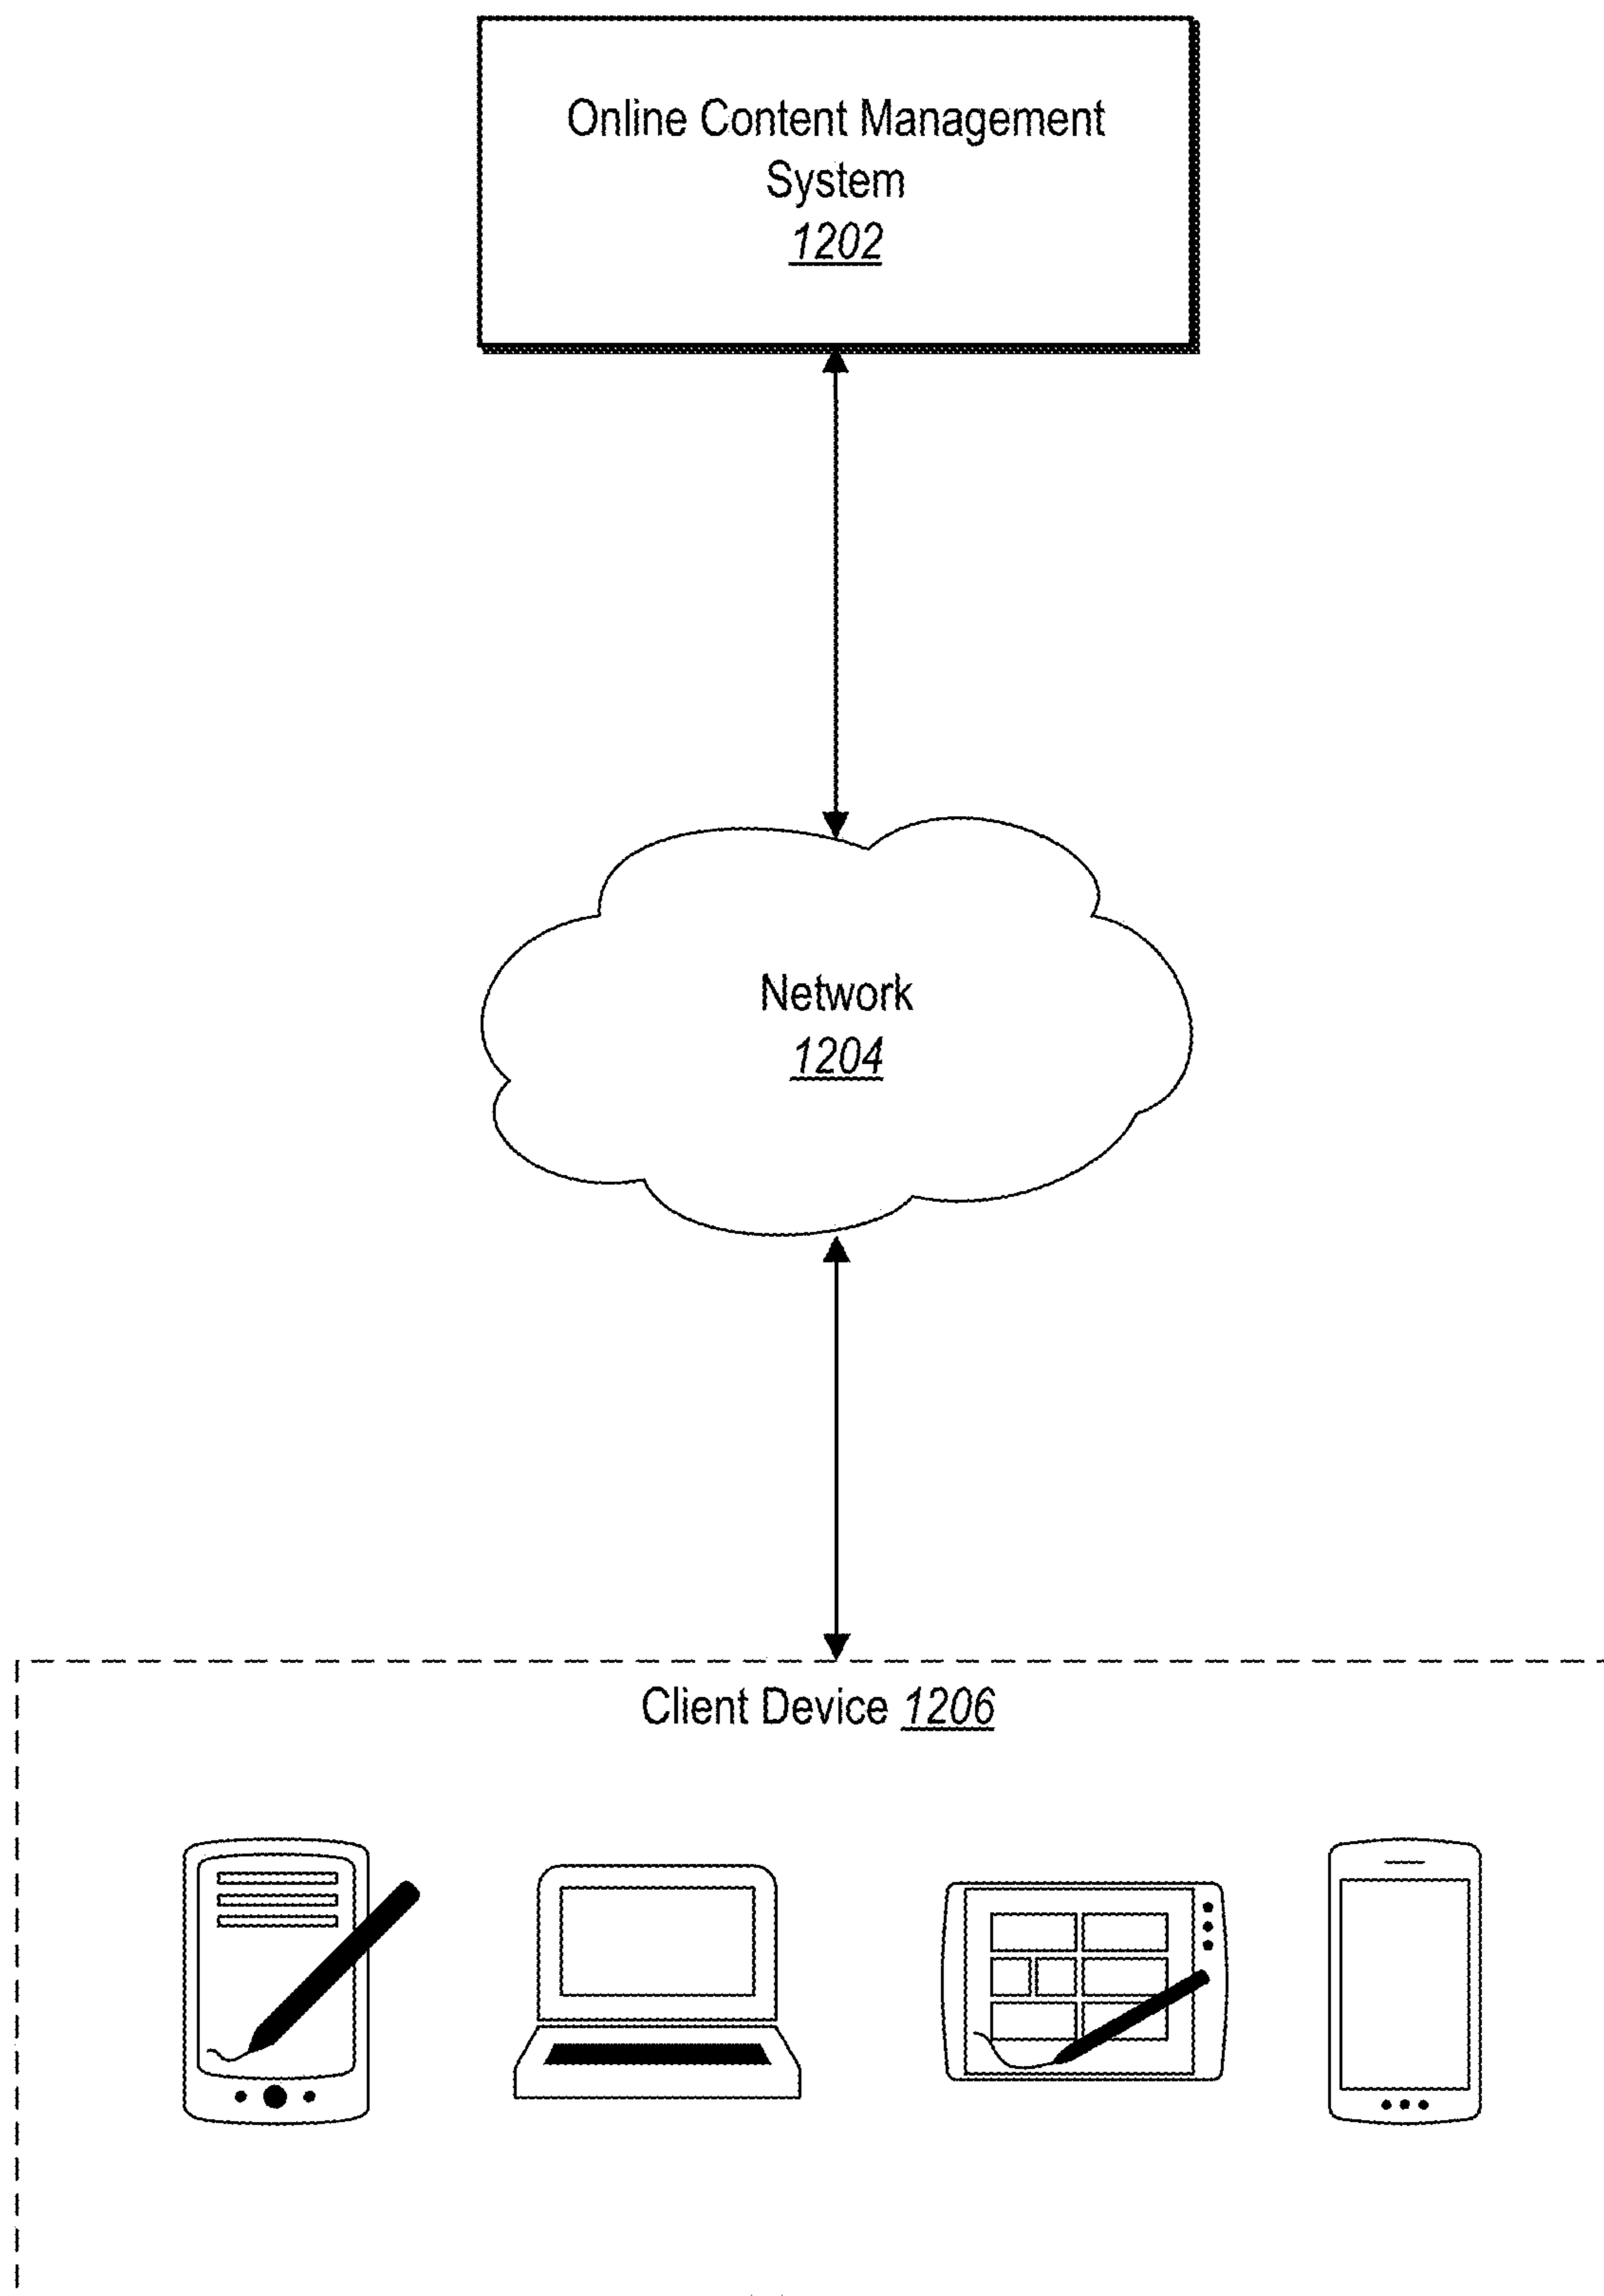 Online Content Management
System
1202
Network
1204
Client Device 1206